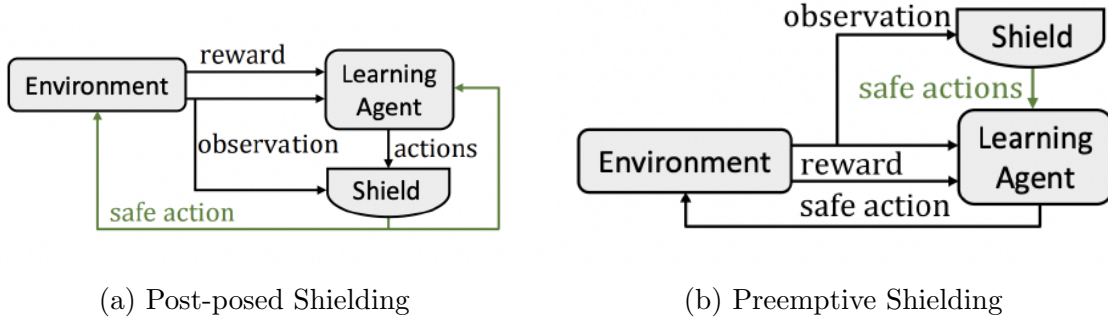 reward
Environment
Learning
Agent
observation
actions
Shield
safe action
(a) Post-posed Shielding
observation
Shield
safe actions
Environment
reward
Learning
Agent
safe action
(b) Preemptive Shielding